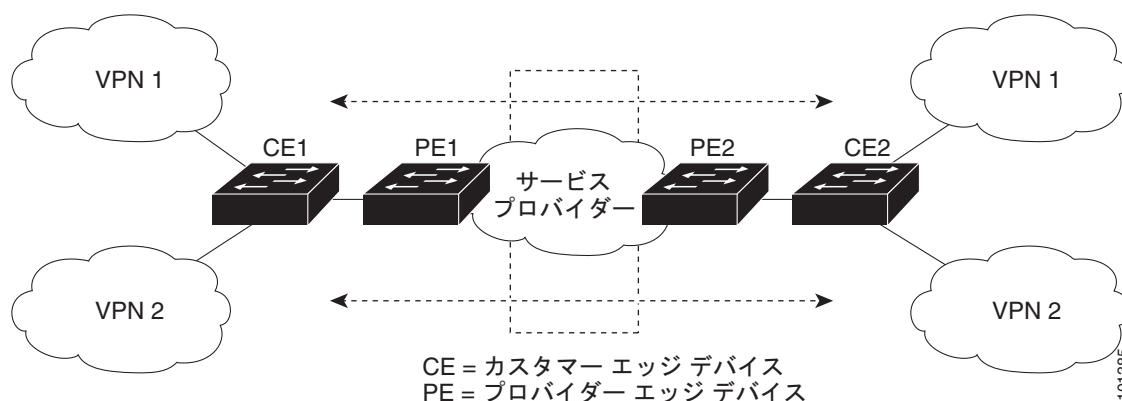 VPN 1
VPN 1
CE1
PE1
PE2
CE2
サービス
プロバイダー
VPN 2
VPN 2
CE = カスタマー エッジ デバイス
PE = プロバイダー エッジ デバイス